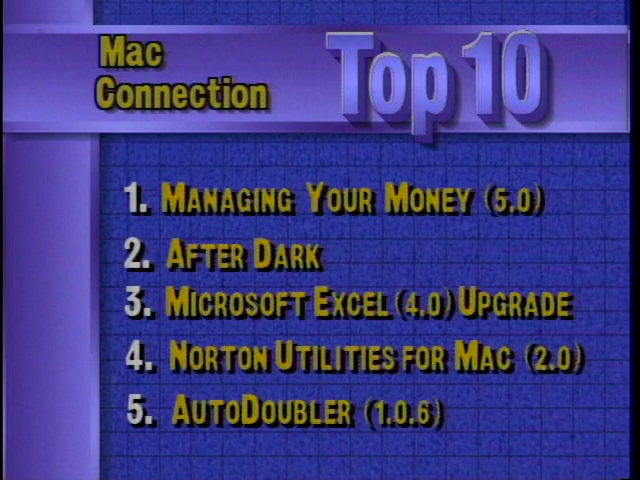 Mac
Connection
Top 10
1. Managing Your Money (5.0)
2. After Dark
3. Microsoft Excel (4.0) Upgrade
4. Norton Utilities for Mac (2.0)
5. AutoDoubler (1.0.6)